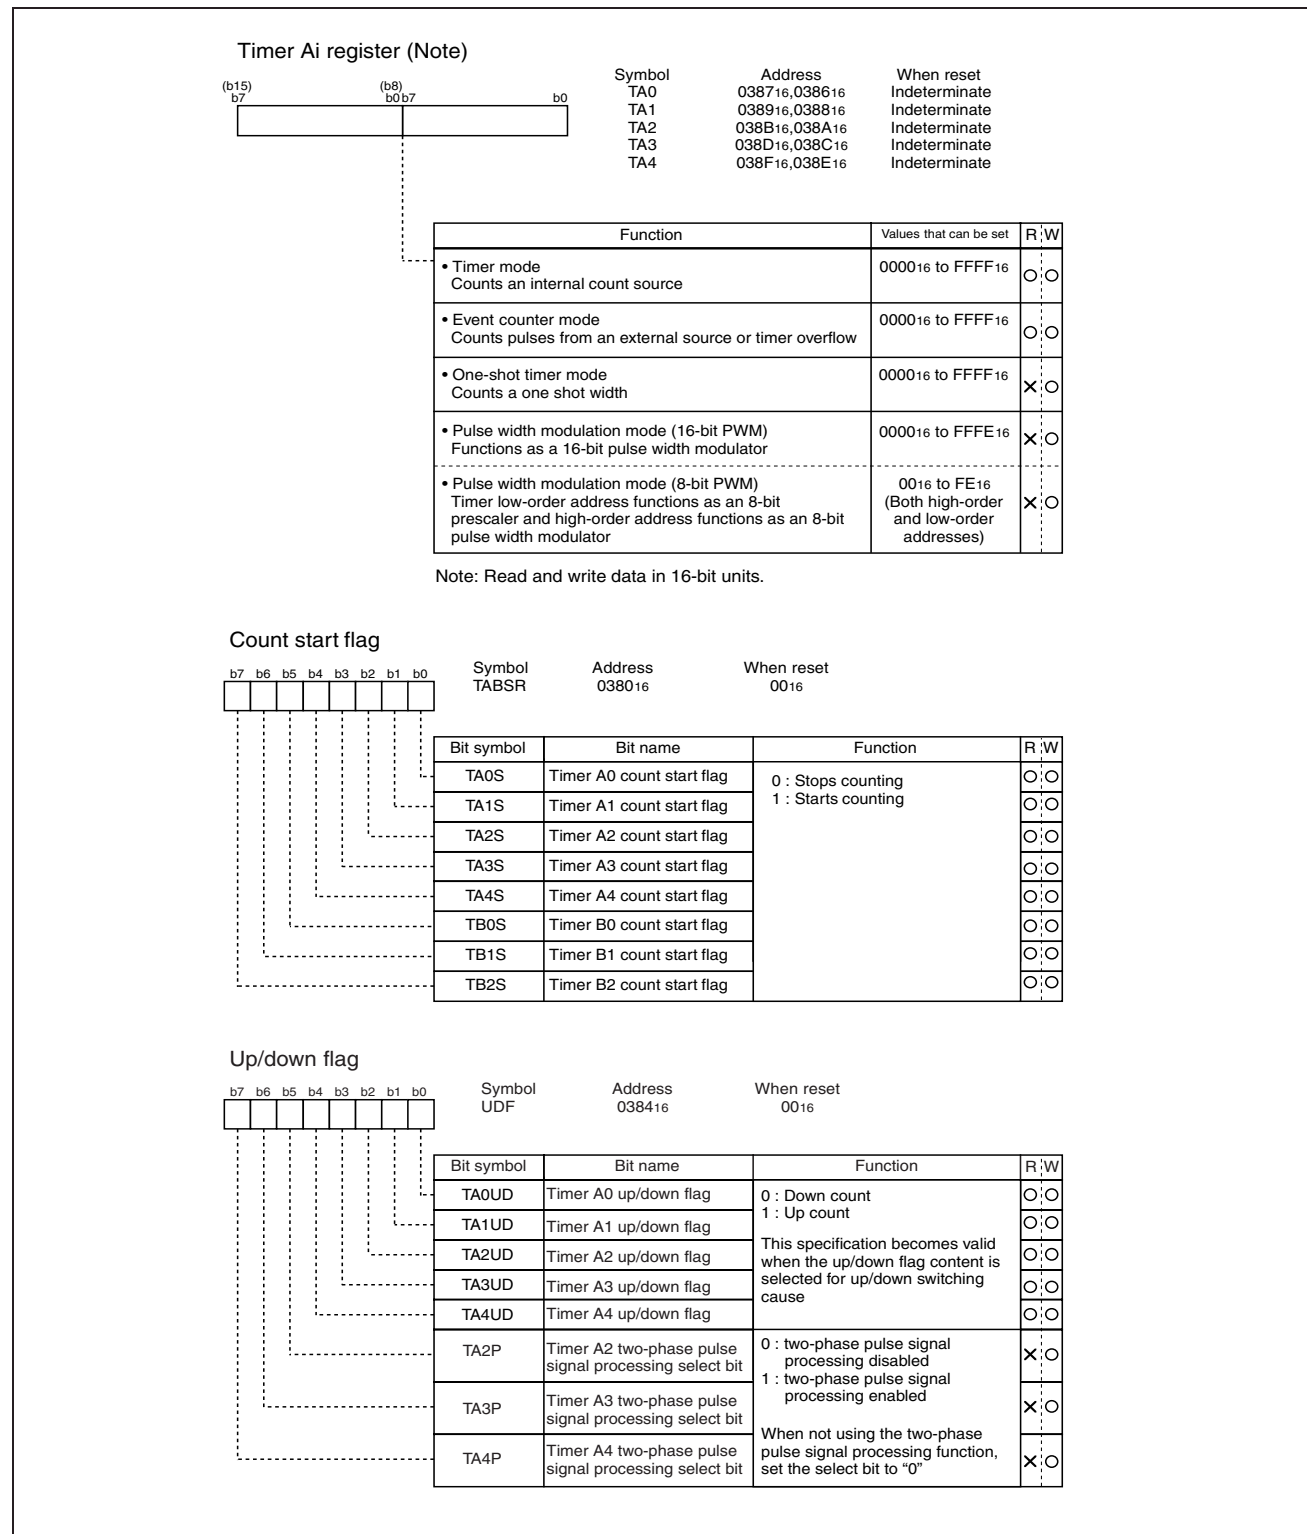 Timer Ai register (Note)
(b15) (b8)
b7 b0 b7 b0
Symbol Address When reset
TA0 038716,038616 Indeterminate
TA1 038916,038816 Indeterminate
TA2 038B16,038A16 Indeterminate
TA3 038D16,038C16 Indeterminate
TA4 038F16,038E16 Indeterminate
Function Values that can be set R W
• Timer mode 000016 to FFFF16
Counts an internal count source
• Event counter mode 000016 to FFFF16
Counts pulses from an external source or timer overflow
• One-shot timer mode 000016 to FFFF16
Counts a one shot width
• Pulse width modulation mode (16-bit PWM) 000016 to FFFE16
Functions as a 16-bit pulse width modulator
• Pulse width modulation mode (8-bit PWM) 0016 to FE16
Timer low-order address functions as an 8-bit (Both high-order
prescaler and high-order address functions as an 8-bit and low-order
pulse width modulator addresses)
Note: Read and write data in 16-bit units.
Count start flag
b7 b6 b5 b4 b3 b2 b1 b0
Symbol Address When reset
TABSR 038016 0016
Bit symbol Bit name Function R W
TA0S Timer A0 count start flag 0 : Stops counting
TA1S Timer A1 count start flag 1 : Starts counting
TA2S Timer A2 count start flag
TA3S Timer A3 count start flag
TA4S Timer A4 count start flag
TB0S Timer B0 count start flag
TB1S Timer B1 count start flag
TB2S Timer B2 count start flag
Up/down flag
b7 b6 b5 b4 b3 b2 b1 b0
Symbol Address When reset
UDF 038416 0016
Bit symbol Bit name Function R W
TA0UD Timer A0 up/down flag 0 : Down count
1 : Up count
TA1UD Timer A1 up/down flag
TA2UD Timer A2 up/down flag This specification becomes valid
when the up/down flag content is
TA3UD Timer A3 up/down flag selected for up/down switching
cause
TA4UD Timer A4 up/down flag
TA2P Timer A2 two-phase pulse 0 : two-phase pulse signal
signal processing select bit processing disabled
1 : two-phase pulse signal
TA3P Timer A3 two-phase pulse processing enabled
signal processing select bit
When not using the two-phase
TA4P Timer A4 two-phase pulse pulse signal processing function,
signal processing select bit set the select bit to “0”